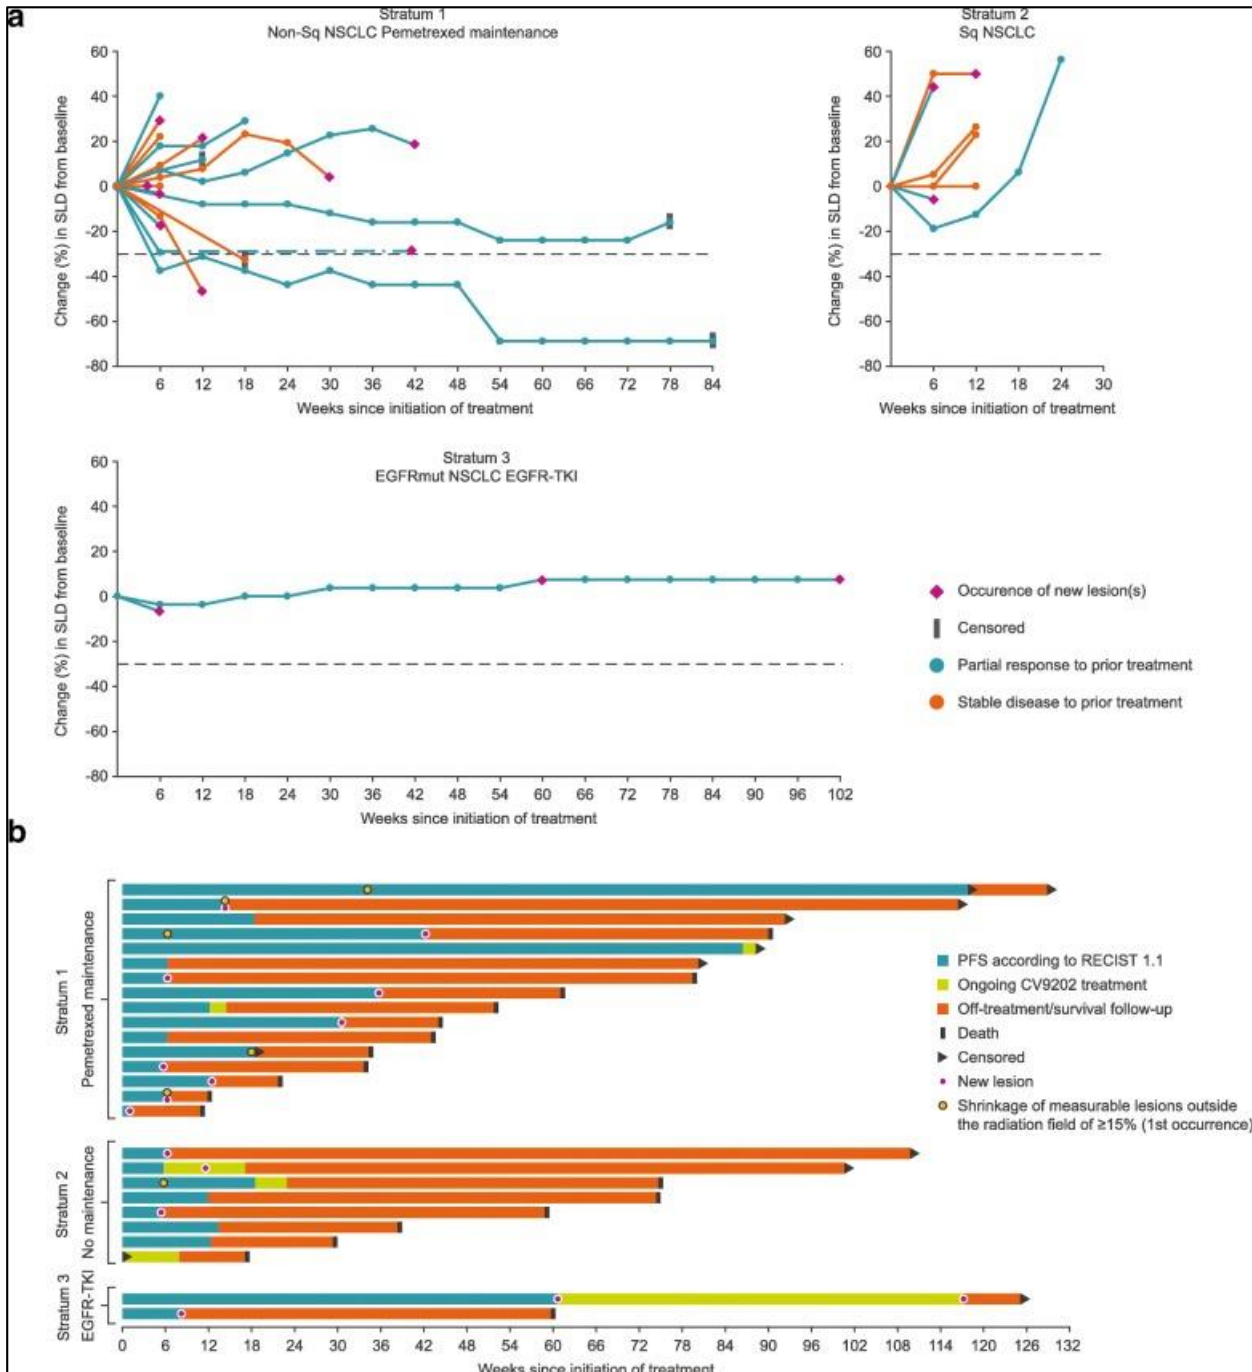 a
Stratum 1
Non-Sq NSCLC Pemetrexed maintenance
Change (%) in SLD from baseline
60
40
20
0
-20
-40
-60
-80
6 12 18 24 30 36 42 48 54 60 66 72 78 84
Weeks since initiation of treatment
Stratum 2
Sq NSCLC
Change (%) in SLD from baseline
60
40
20
0
-20
-40
-60
-80
6 12 18 24 30
Weeks since initiation of treatment
Stratum 3
EGFRmut NSCLC EGFR-TKI
Change (%) in SLD from baseline
60
40
20
0
-20
-40
-60
-80
6 12 18 24 30 36 42 48 54 60 66 72 78 84 90 96 102
Weeks since initiation of treatment
Occurence of new lesion(s)
Censored
Partial response to prior treatment
Stable disease to prior treatment
b
Stratum 1
Pemetrexed maintenance
Stratum 2
No maintenance
Stratum 3
EGFR-TKI
PFS according to RECIST 1.1
Ongoing CV9202 treatment
Off-treatment/survival follow-up
Death
Censored
New lesion
Shrinkage of measurable lesions outside
the radiation field of ≥15% (1st occurrence)
0 6 12 18 24 30 36 42 48 54 60 66 72 78 84 90 96 102 108 114 120 126 132
Weeks since initiation of treatment